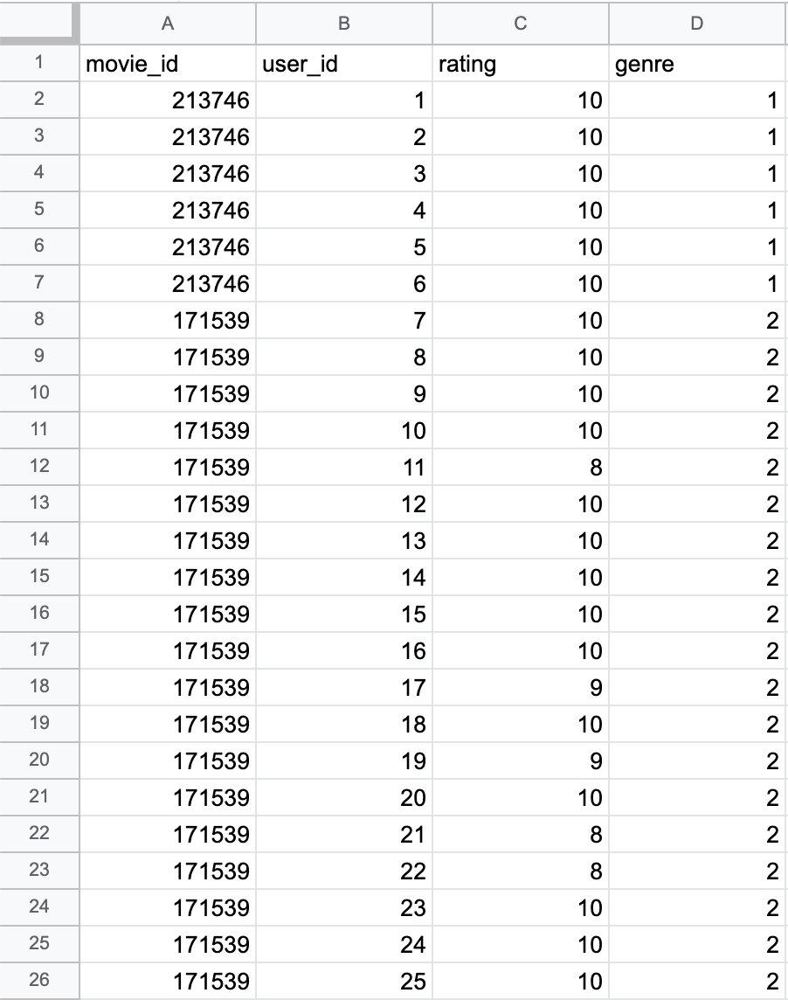 A B C D
1 movie_id user_id rating genre
2 213746 1 10 1
3 213746 2 10 1
4 213746 3 10 1
5 213746 4 10 1
6 213746 5 10 1
7 213746 6 10 1
8 171539 7 10 2
9 171539 8 10 2
10 171539 9 10 2
11 171539 10 10 2
12 171539 11 8 2
13 171539 12 10 2
14 171539 13 10 2
15 171539 14 10 2
16 171539 15 10 2
17 171539 16 10 2
18 171539 17 9 2
19 171539 18 10 2
20 171539 19 9 2
21 171539 20 10 2
22 171539 21 8 2
23 171539 22 8 2
24 171539 23 10 2
25 171539 24 10 2
26 171539 25 10 2